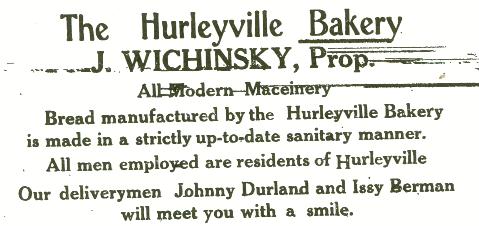 The Hurleyville Bakery
J. WICHINSKY, Prop.
All Modern Maceinery
Bread manufactured by the Hurleyville Bakery
is made in a strictly up-to-date sanitary manner.
All men employed are residents of Hurleyville
Our deliverymen Johnny Durland and Issy Berman
will meet you with a smile.